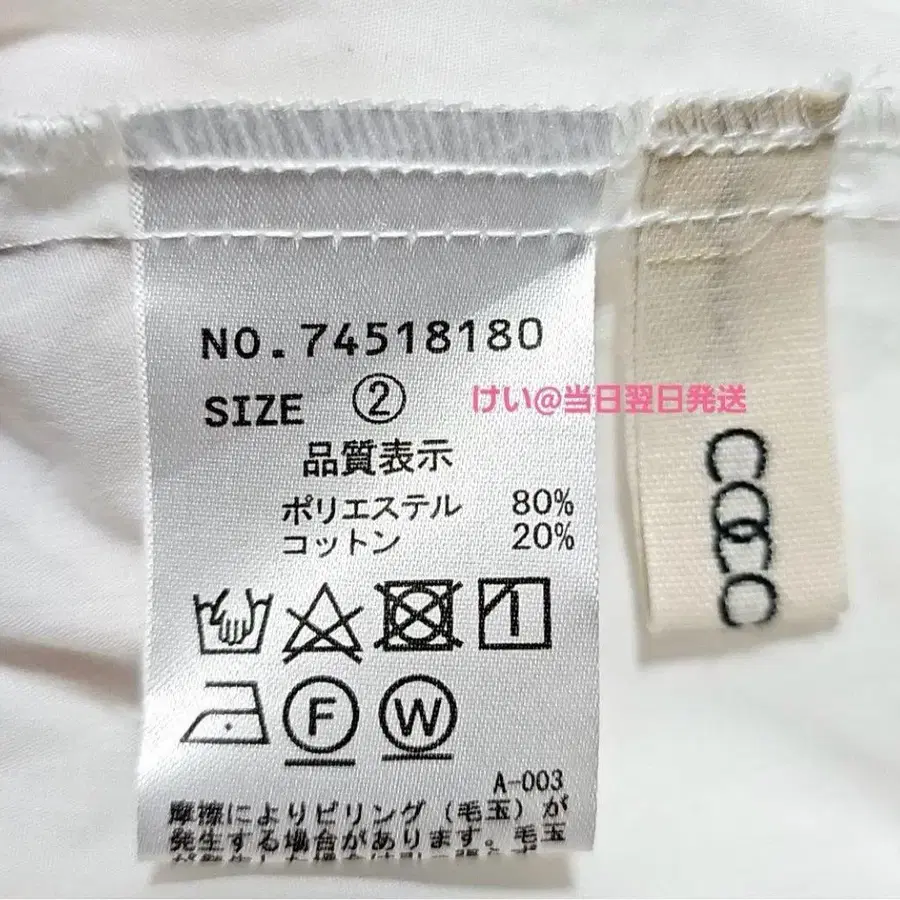 NO.74518180
SIZE ②
けい@当日翌日発送
品質表示
ポリエステル 80%
コットン 20%
F W
A-003
摩擦によりピリング(毛玉)が
発生する場合があります。毛玉
COCO